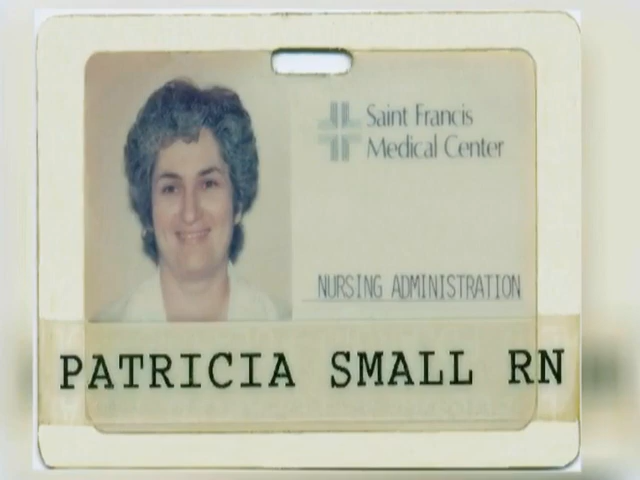 Saint Francis
Medical Center
NURSING ADMINISTRATION
PATRICIA SMALL RN